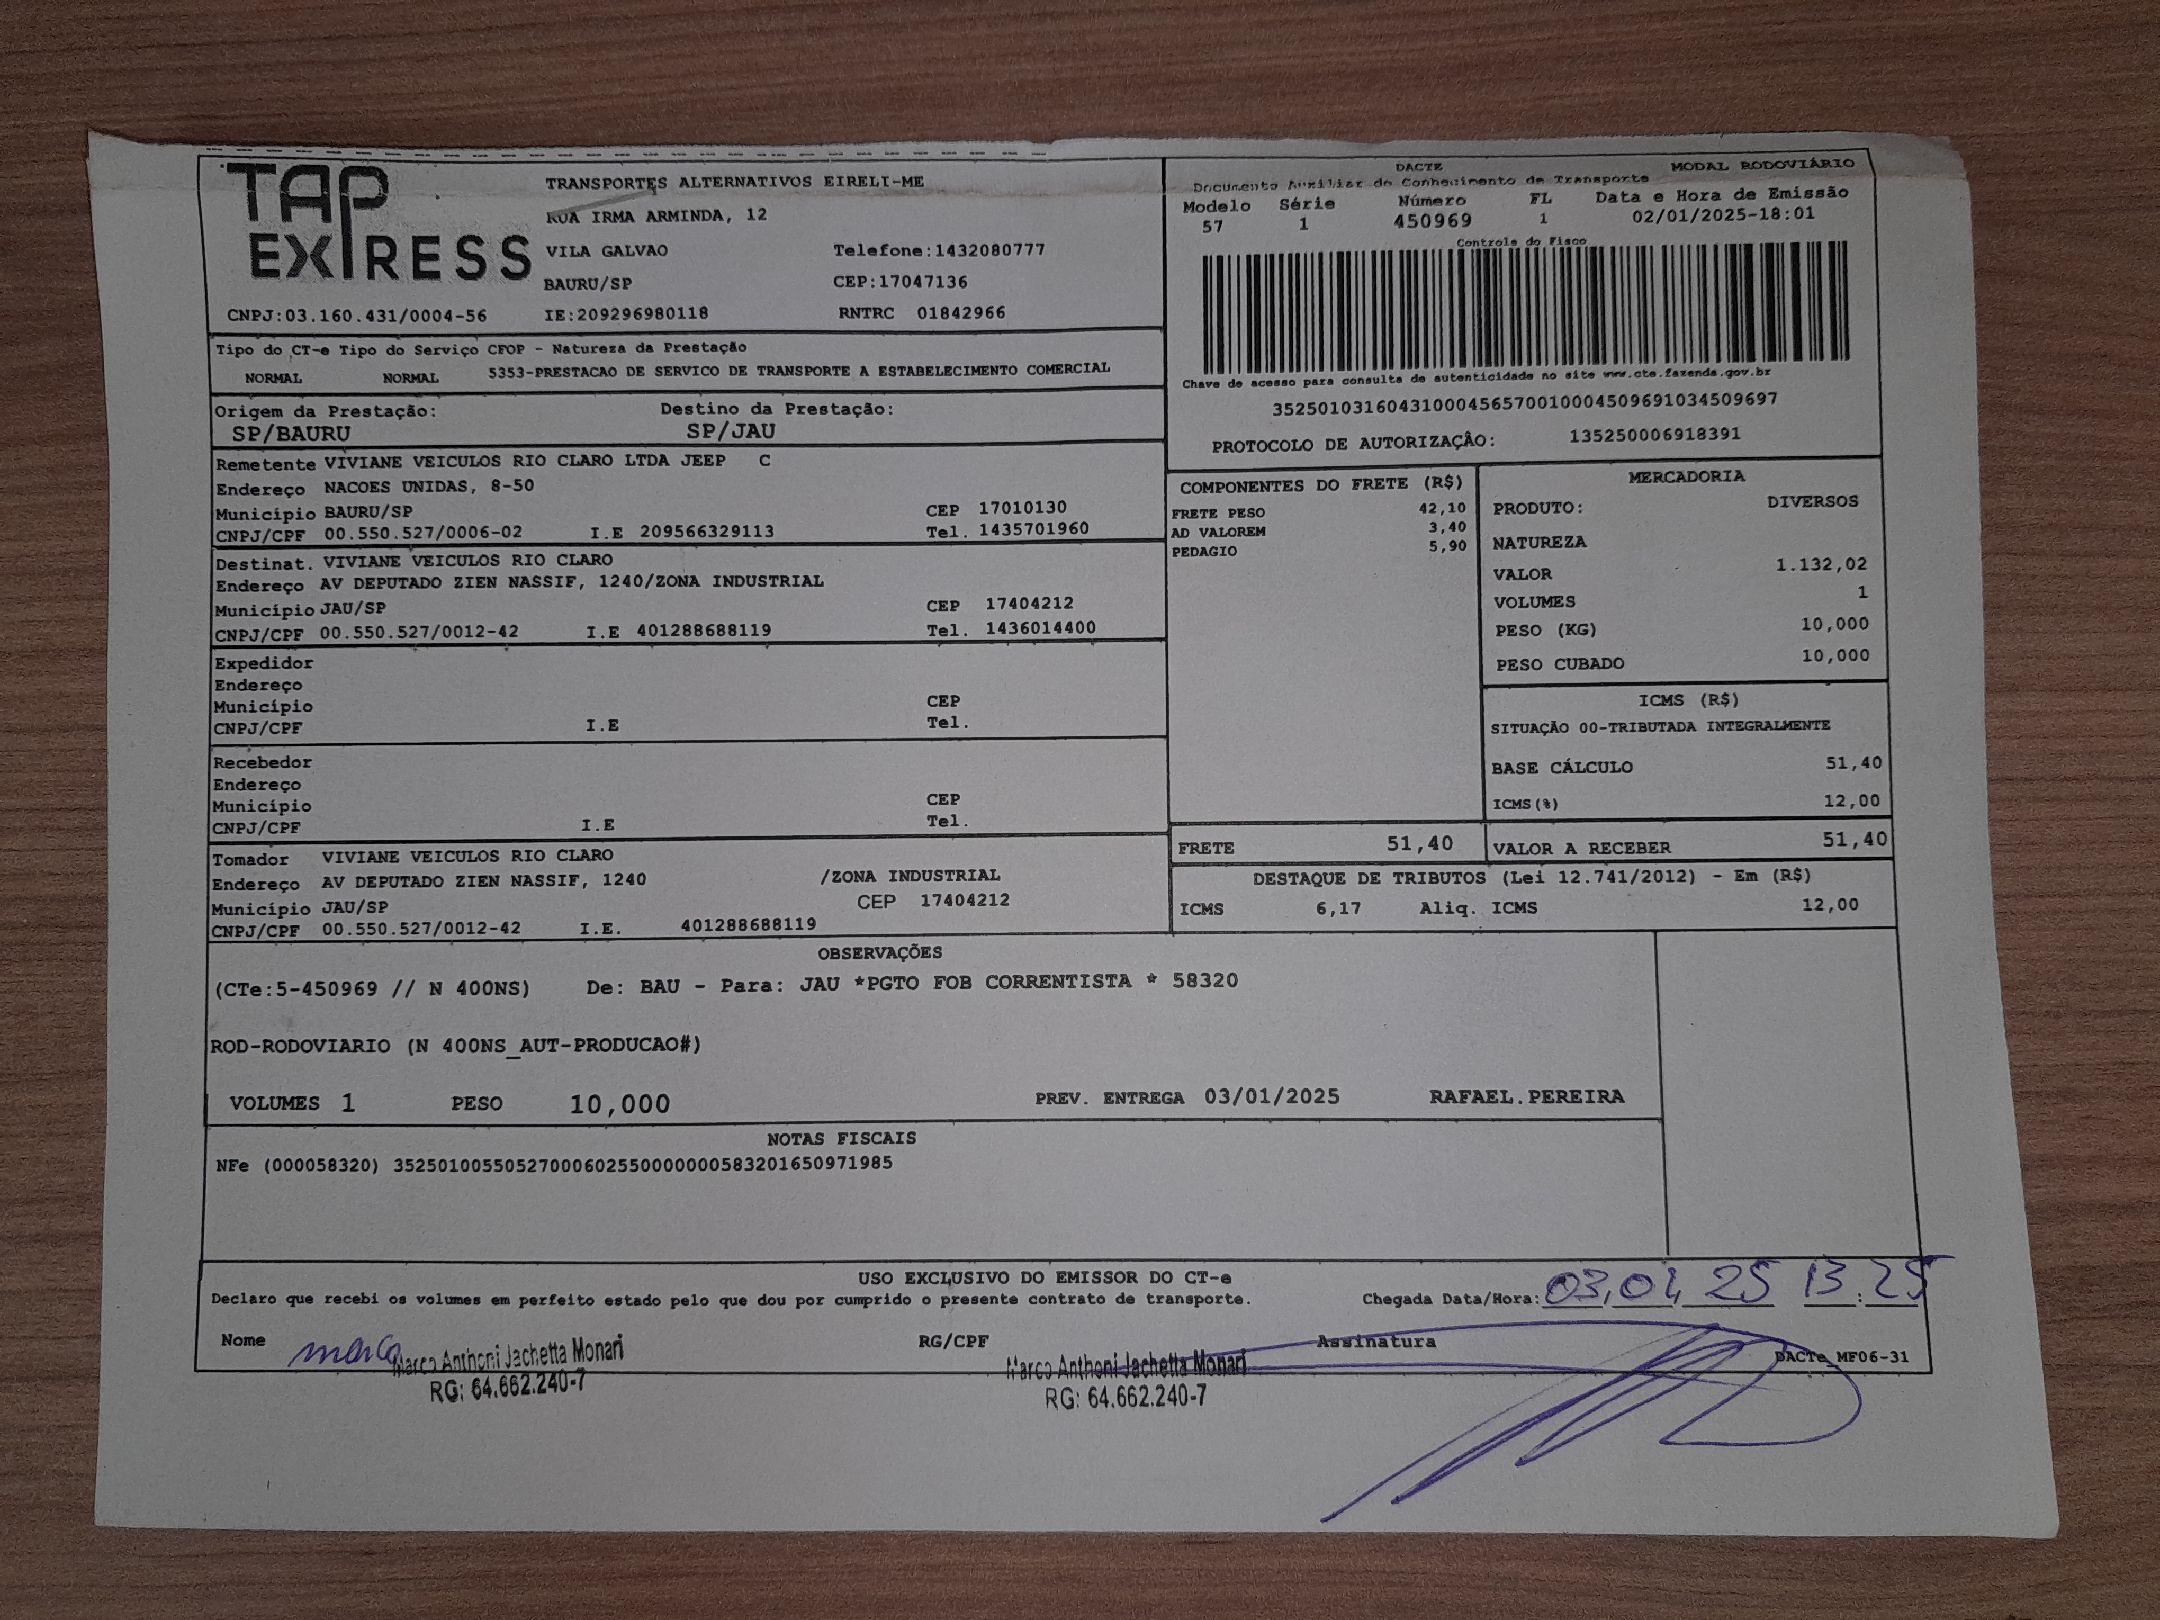 TAP EXPRESS
TRANSPORTES ALTERNATIVOS EIRELI-ME
RUA IRMA ARMINDA, 12
VILA GALVAO Telefone:1432080777
BAURU/SP CEP:17047136
CNPJ:03.160.431/0004-56 IE:209296980118 RNTRC 01842966
DACTE MODAL RODOVIÁRIO
Documento Auxiliar do Conhecimento de Transporte
Modelo Série Número FL Data e Hora de Emissão
57 1 450969 1 02/01/2025-18:01
Controle do Fisco
Chave de acesso para consulta de autenticidade no site www.cte.fazenda.gov.br
35250103160431000456570010004509691034509697
PROTOCOLO DE AUTORIZAÇÂO: 135250006918391
Tipo do CT-e Tipo do Serviço CFOP - Natureza da Prestação
NORMAL NORMAL 5353-PRESTACAO DE SERVICO DE TRANSPORTE A ESTABELECIMENTO COMERCIAL
Origem da Prestação: Destino da Prestação:
SP/BAURU SP/JAU
Remetente VIVIANE VEICULOS RIO CLARO LTDA JEEP C
Endereço NACOES UNIDAS, 8-50
Município BAURU/SP CEP 17010130
CNPJ/CPF 00.550.527/0006-02 I.E 209566329113 Tel. 1435701960
Destinat. VIVIANE VEICULOS RIO CLARO
Endereço AV DEPUTADO ZIEN NASSIF, 1240/ZONA INDUSTRIAL
Município JAU/SP CEP 17404212
CNPJ/CPF 00.550.527/0012-42 I.E 401288688119 Tel. 1436014400
Expedidor
Endereço
Município CEP
CNPJ/CPF I.E Tel.
Recebedor
Endereço
Município CEP
CNPJ/CPF I.E Tel.
Tomador VIVIANE VEICULOS RIO CLARO
Endereço AV DEPUTADO ZIEN NASSIF, 1240 /ZONA INDUSTRIAL
Município JAU/SP CEP 17404212
CNPJ/CPF 00.550.527/0012-42 I.E. 401288688119
COMPONENTES DO FRETE (R$)
FRETE PESO 42,10
AD VALOREM 3,40
PEDAGIO 5,90
MERCADORIA
PRODUTO: DIVERSOS
NATUREZA
VALOR 1.132,02
VOLUMES 1
PESO (KG) 10,000
PESO CUBADO 10,000
ICMS (R$)
SITUAÇÃO 00-TRIBUTADA INTEGRALMENTE
BASE CÁLCULO 51,40
ICMS(%) 12,00
FRETE 51,40 VALOR A RECEBER 51,40
DESTAQUE DE TRIBUTOS (Lei 12.741/2012) - Em (R$)
ICMS 6,17 Aliq. ICMS 12,00
OBSERVAÇÕES
(CTe:5-450969 // N 400NS) De: BAU - Para: JAU *PGTO FOB CORRENTISTA * 58320
ROD-RODOVIARIO (N 400NS_AUT-PRODUCAO#)
VOLUMES 1 PESO 10,000 PREV. ENTREGA 03/01/2025 RAFAEL.PEREIRA
NOTAS FISCAIS
NFe (000058320) 35250100550527000602550000000583201650971985
USO EXCLUSIVO DO EMISSOR DO CT-e
Declaro que recebi os volumes em perfeito estado pelo que dou por cumprido o presente contrato de transporte. Chegada Data/Hora: 03, 01, 25 13:25
Nome marco RG/CPF Assinatura
Marco Anthoni Jachetta Monari Marco Anthoni Jachetta Monari DACTe_MF06-31
RG: 64.662.240-7 RG: 64.662.240-7